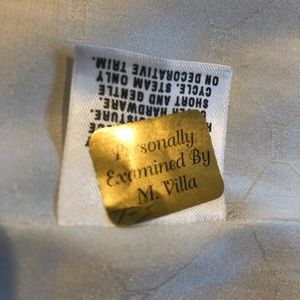 Personally
Examined By
M. Villa
HARDWARE.
SHORT AND GENTLE
CYCLE. STEAM ONLY
ON DECORATIVE TRIM.